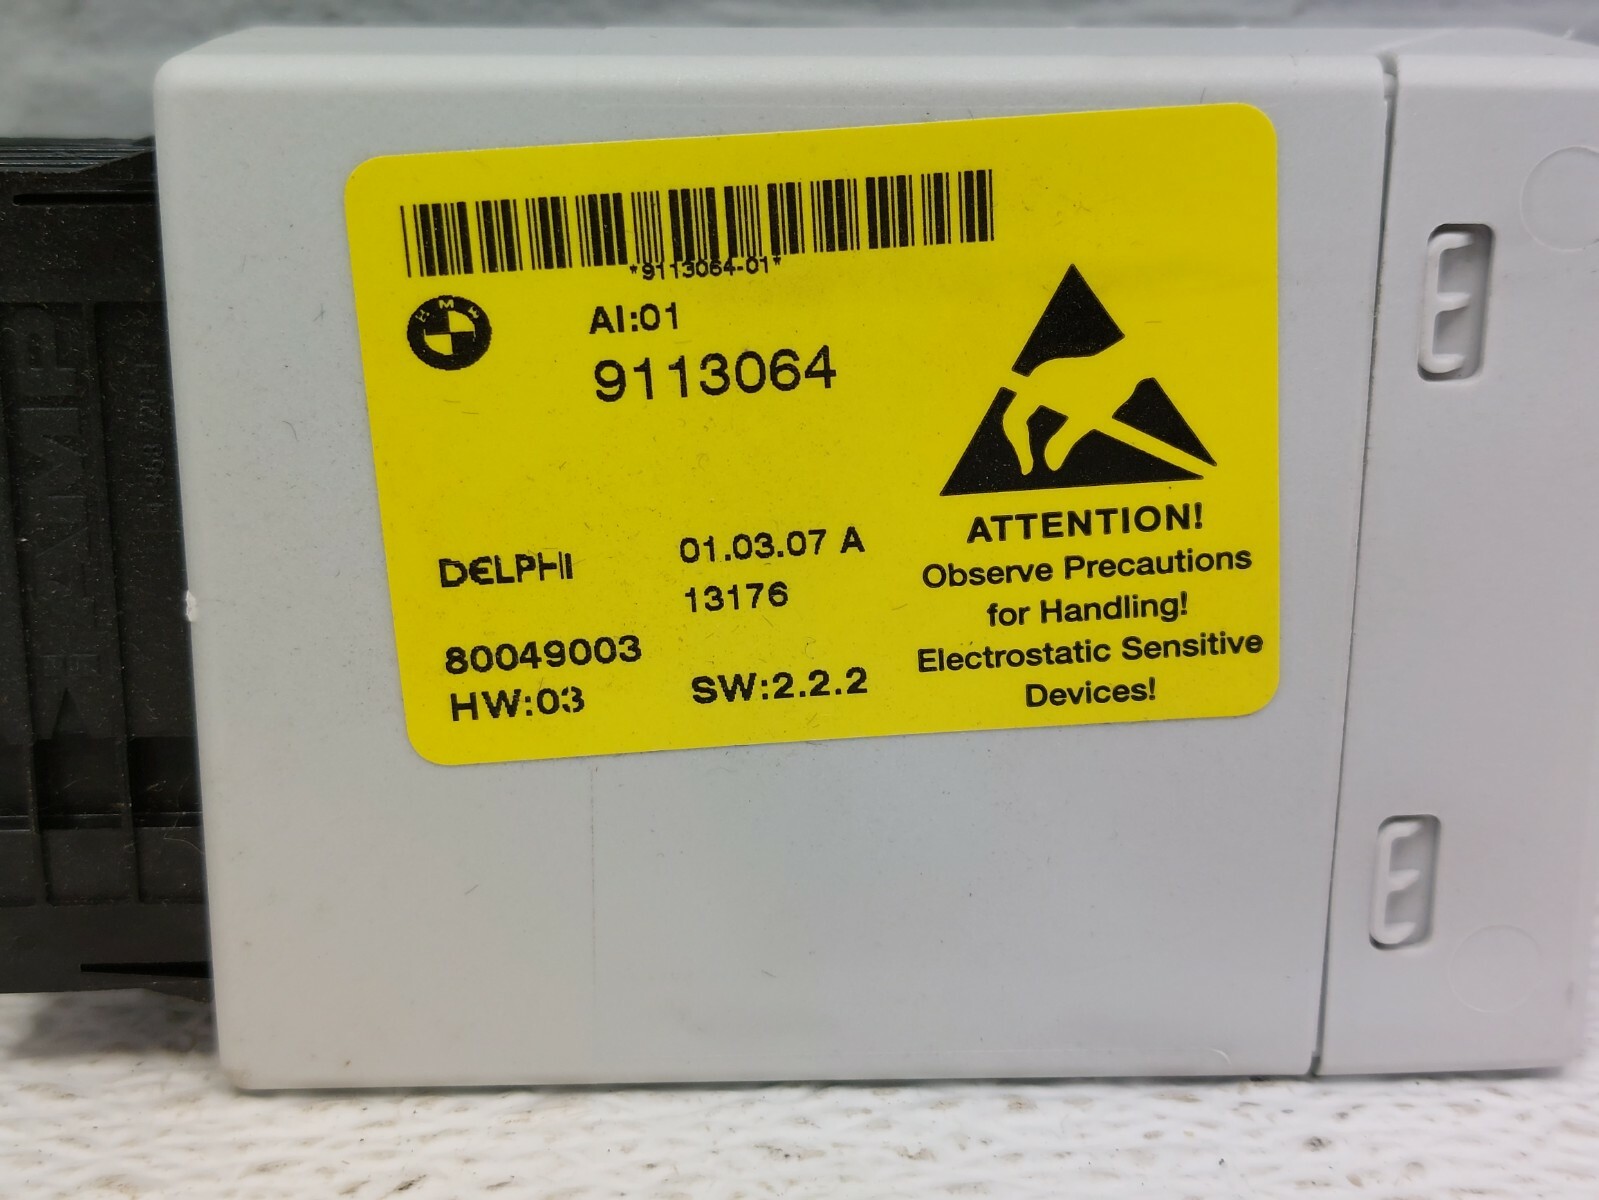 *9113064-01*
BMW
AI:01
9113064
DELPHI
01.03.07 A
13176
80049003
HW:03
SW:2.2.2
ATTENTION!
Observe Precautions
for Handling!
Electrostatic Sensitive
Devices!